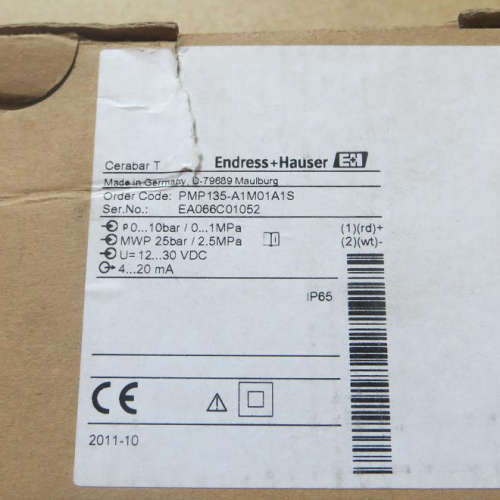 Cerabar T
Endress+Hauser E+H
Made in Germany, D-79689 Maulburg
Order Code: PMP135-A1M01A1S
Ser.No.: EA066C01052
p 0...10bar / 0...1MPa
(1)(rd)+
MWP 25bar / 2.5MPa
(2)(wt)-
U= 12...30 VDC
4...20 mA
IP65
CE
2011-10